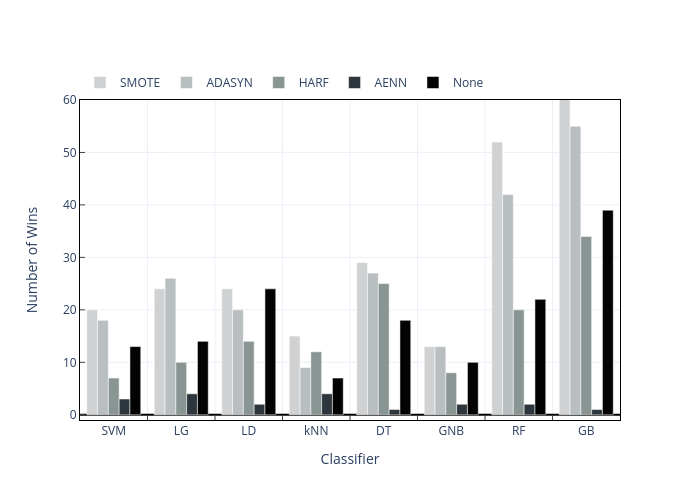 SMOTE ADASYN HARF AENN None
60
50
40
30
20
10
0
Number of Wins
SVM LG LD kNN DT GNB RF GB
Classifier